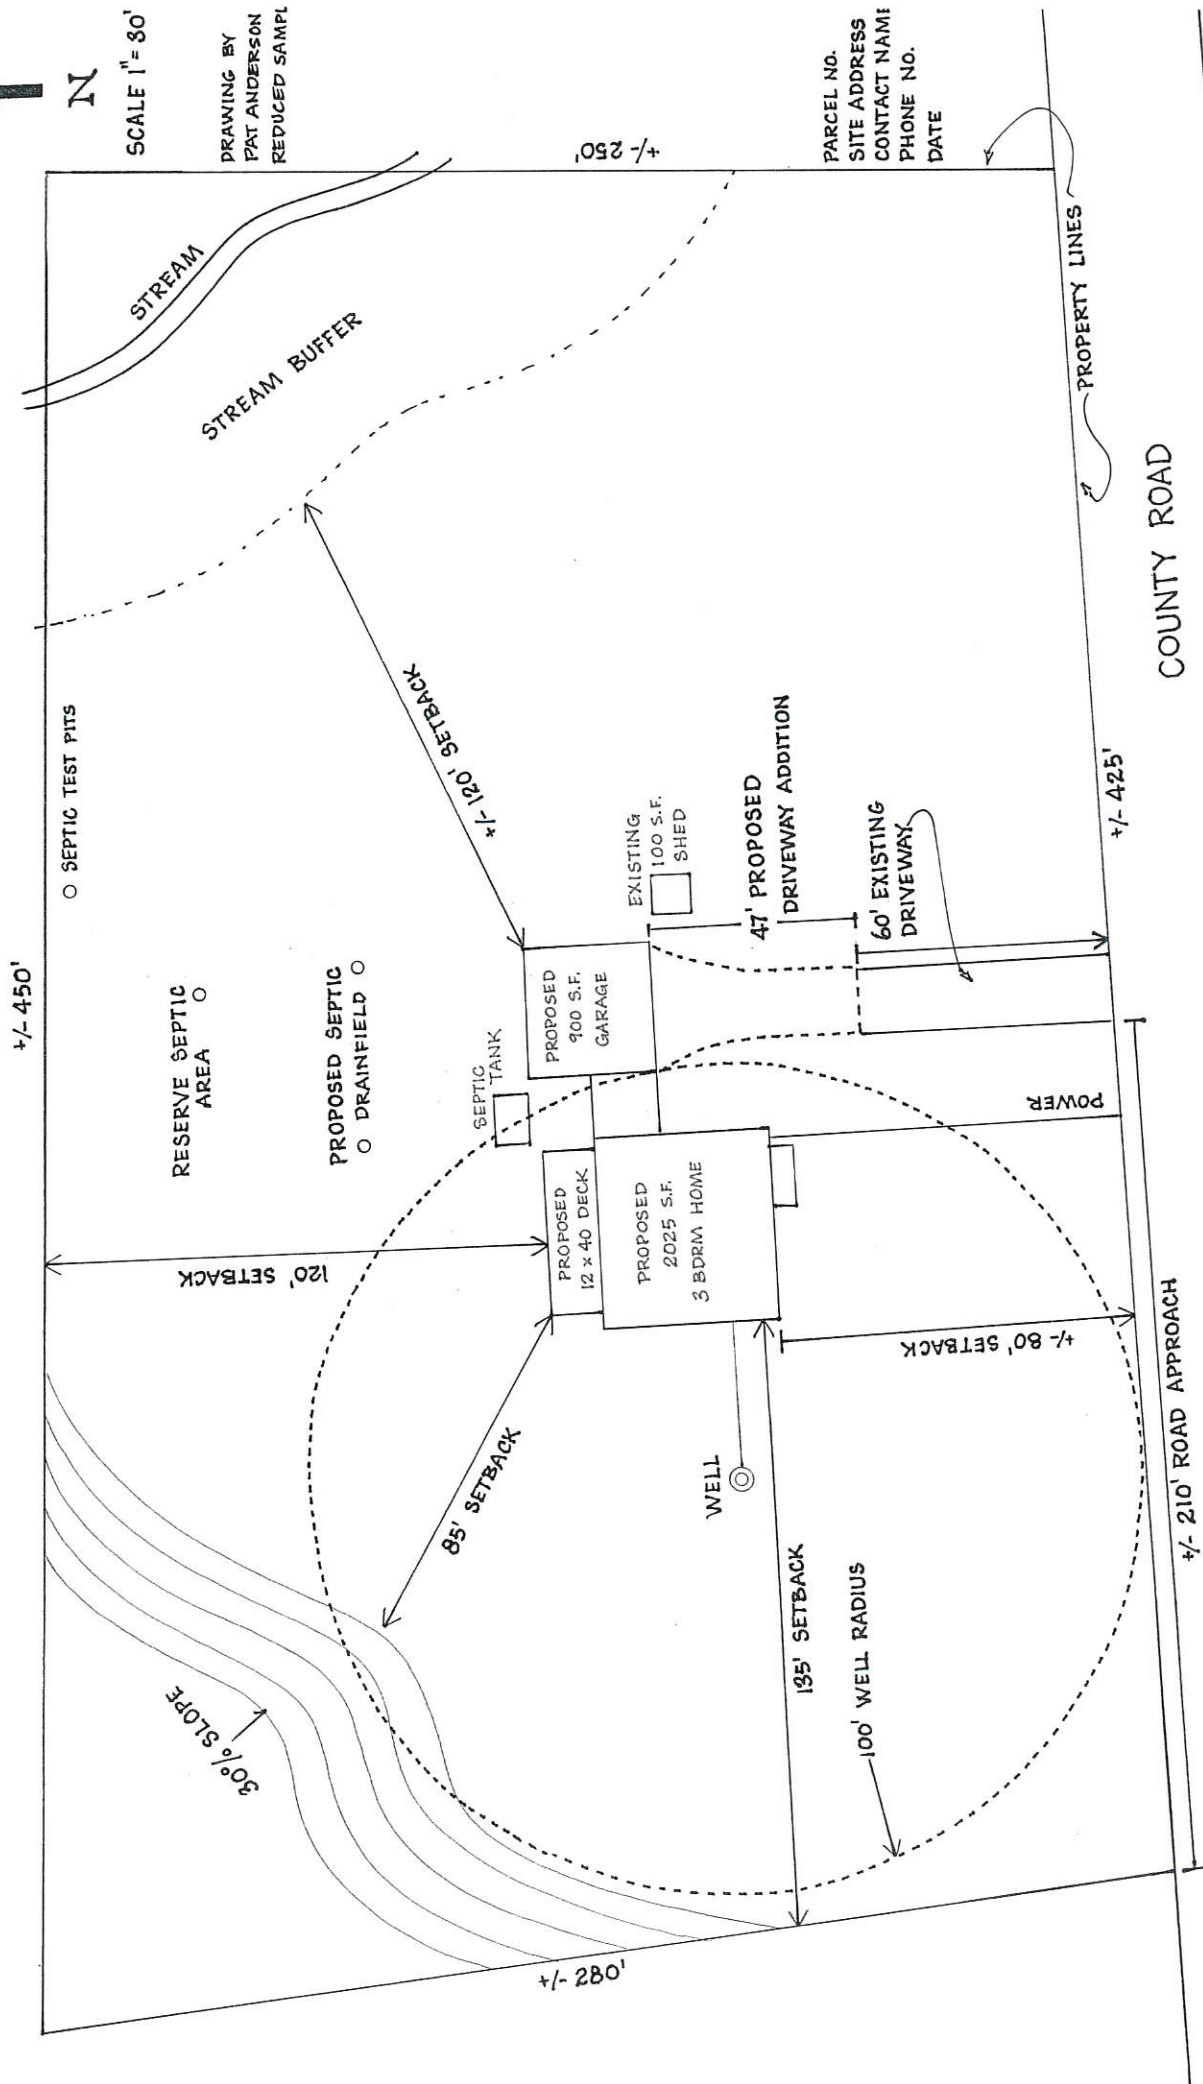 N
SCALE 1" = 30'
DRAWING BY
PAT ANDERSON
REDUCED SAMPL
+/- 450'
○ SEPTIC TEST PITS
STREAM
STREAM BUFFER
+/- 250'
PARCEL NO.
SITE ADDRESS
CONTACT NAME
PHONE NO.
DATE
PROPERTY LINES
RESERVE SEPTIC
AREA
PROPOSED SEPTIC
DRAINFIELD
SEPTIC
TANK
+/- 120' SETBACK
120' SETBACK
PROPOSED
12 x 40 DECK
PROPOSED
900 S.F.
GARAGE
EXISTING
100 S.F.
SHED
PROPOSED
2025 S.F.
3 BDRM HOME
47' PROPOSED
DRIVEWAY ADDITION
60' EXISTING
DRIVEWAY
POWER
+/- 80' SETBACK
85' SETBACK
30% SLOPE
WELL
135' SETBACK
100' WELL RADIUS
+/- 280'
+/- 425'
+/- 210' ROAD APPROACH
COUNTY ROAD